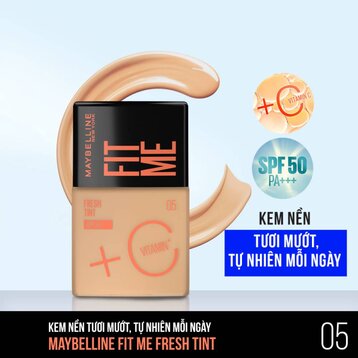 MAYBELLINE
NEW YORK
FIT
ME
FRESH
TINT
05
+C
VITAMIN C
+C
VITAMIN C
SPF 50
PA+++
KEM NỀN
TƯƠI MƯỚT,
TỰ NHIÊN MỖI NGÀY
KEM NỀN TƯƠI MƯỚT, TỰ NHIÊN MỖI NGÀY
MAYBELLINE FIT ME FRESH TINT
05